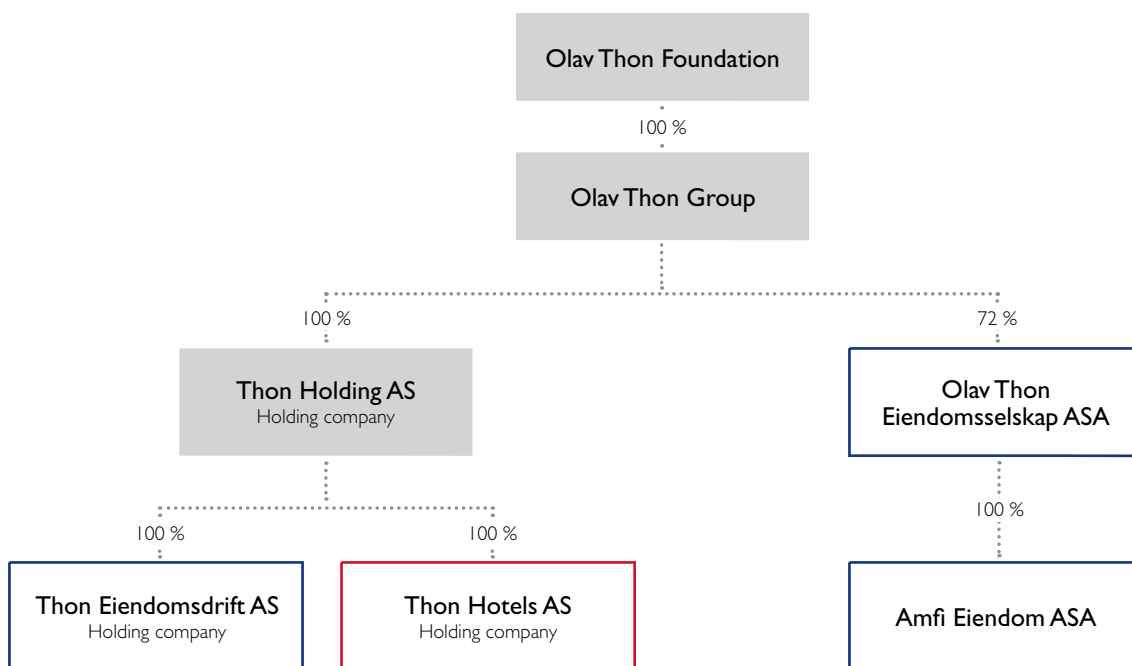 Olav Thon Foundation
100 %
Olav Thon Group
100 %
72 %
Thon Holding AS
Holding company
Olav Thon
Eiendomsselskap ASA
100 %
100 %
100 %
Thon Eiendomsdrift AS
Holding company
Thon Hotels AS
Holding company
Amfi Eiendom ASA